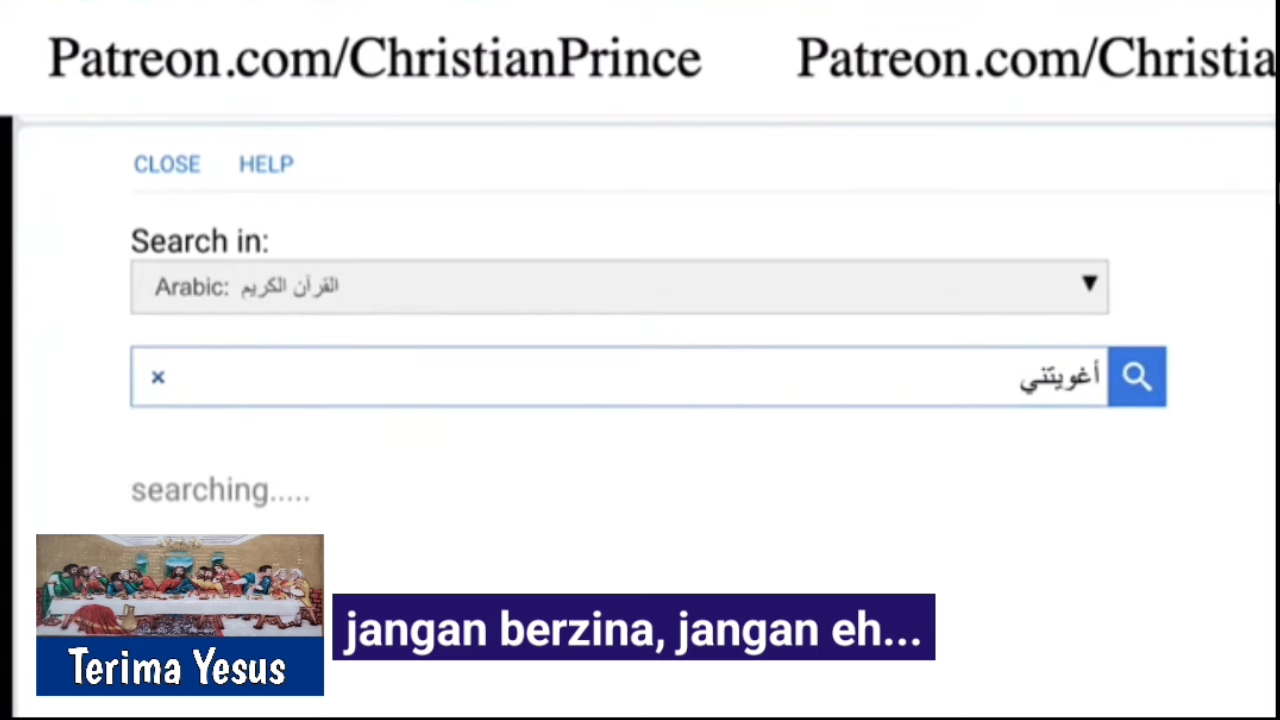 Patreon.com/ChristianPrince Patreon.com/Christia
CLOSE HELP
Search in:
Arabic: القرآن الكريم
× أغويتني
searching.....
jangan berzina, jangan eh...
Terima Yesus